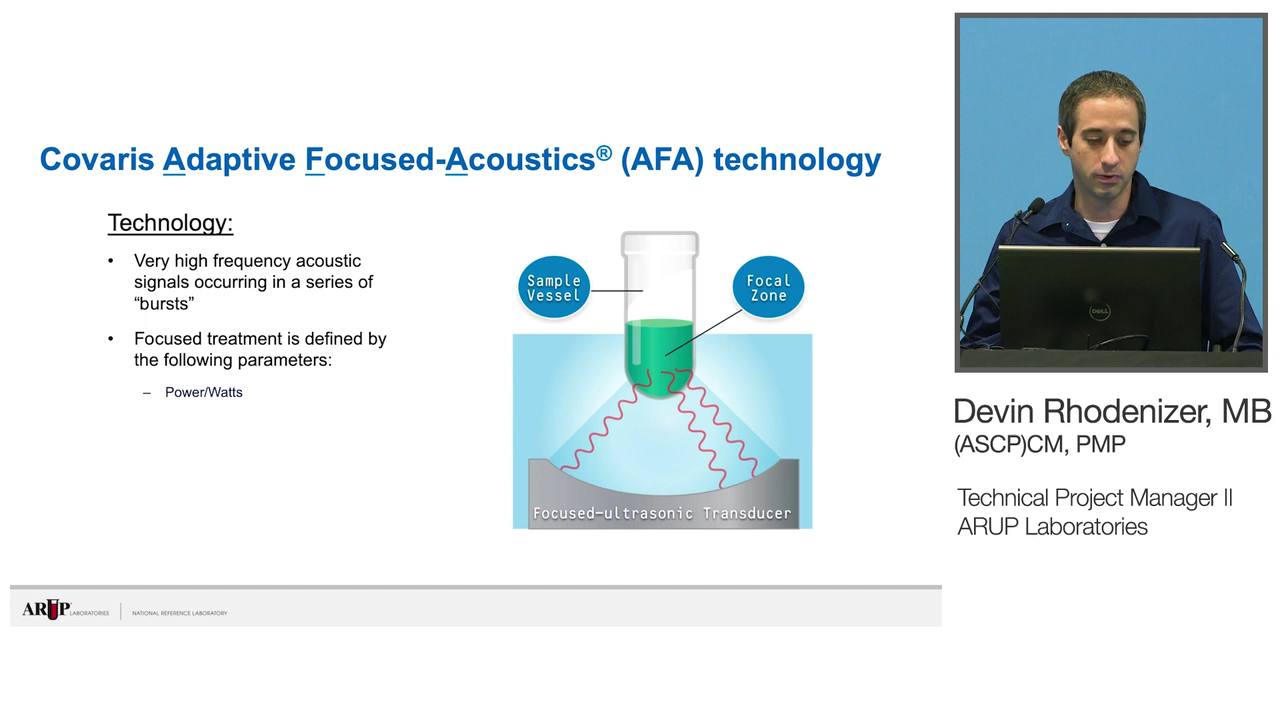 Covaris Adaptive Focused-Acoustics® (AFA) technology
Technology:
• Very high frequency acoustic
signals occurring in a series of
“bursts”
• Focused treatment is defined by
the following parameters:
– Power/Watts
Sample
Vessel
Focal
Zone
Focused-ultrasonic Transducer
ARUP LABORATORIES
NATIONAL REFERENCE LABORATORY
DELL
Devin Rhodenizer, MB
(ASCP)CM, PMP
Technical Project Manager II
ARUP Laboratories